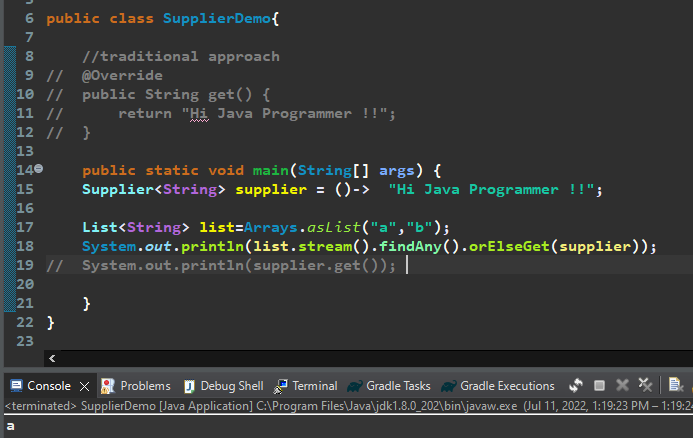 5
6 public class SupplierDemo{
7
8 //traditional approach
9 // @Override
10 // public String get() {
11 // return "Hi Java Programmer !!";
12 // }
13
14 public static void main(String[] args) {
15 Supplier<String> supplier = ()-> "Hi Java Programmer !!";
16
17 List<String> list=Arrays.asList("a","b");
18 System.out.println(list.stream().findAny().orElseGet(supplier));
19 // System.out.println(supplier.get());
20
21 }
22 }
23
Console Problems Debug Shell Terminal Gradle Tasks Gradle Executions
<terminated> SupplierDemo [Java Application] C:\Program Files\Java\jdk1.8.0_202\bin\javaw.exe (Jul 11, 2022, 1:19:23 PM – 1:19:24
a